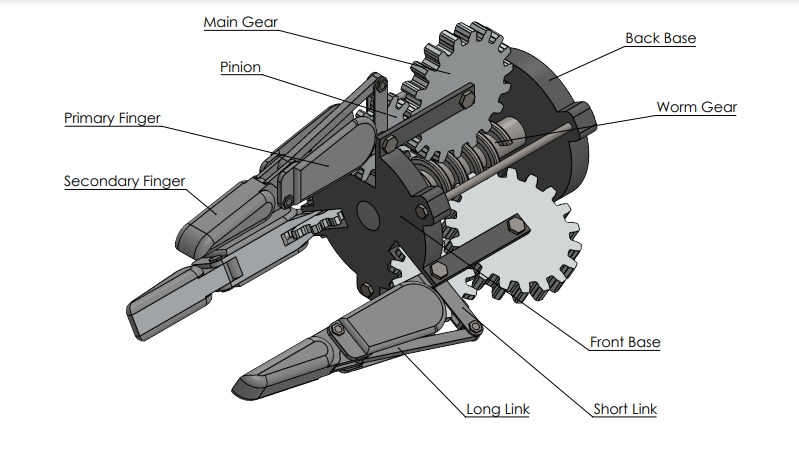 Main Gear
Back Base
Pinion
Worm Gear
Primary Finger
Secondary Finger
Front Base
Long Link
Short Link